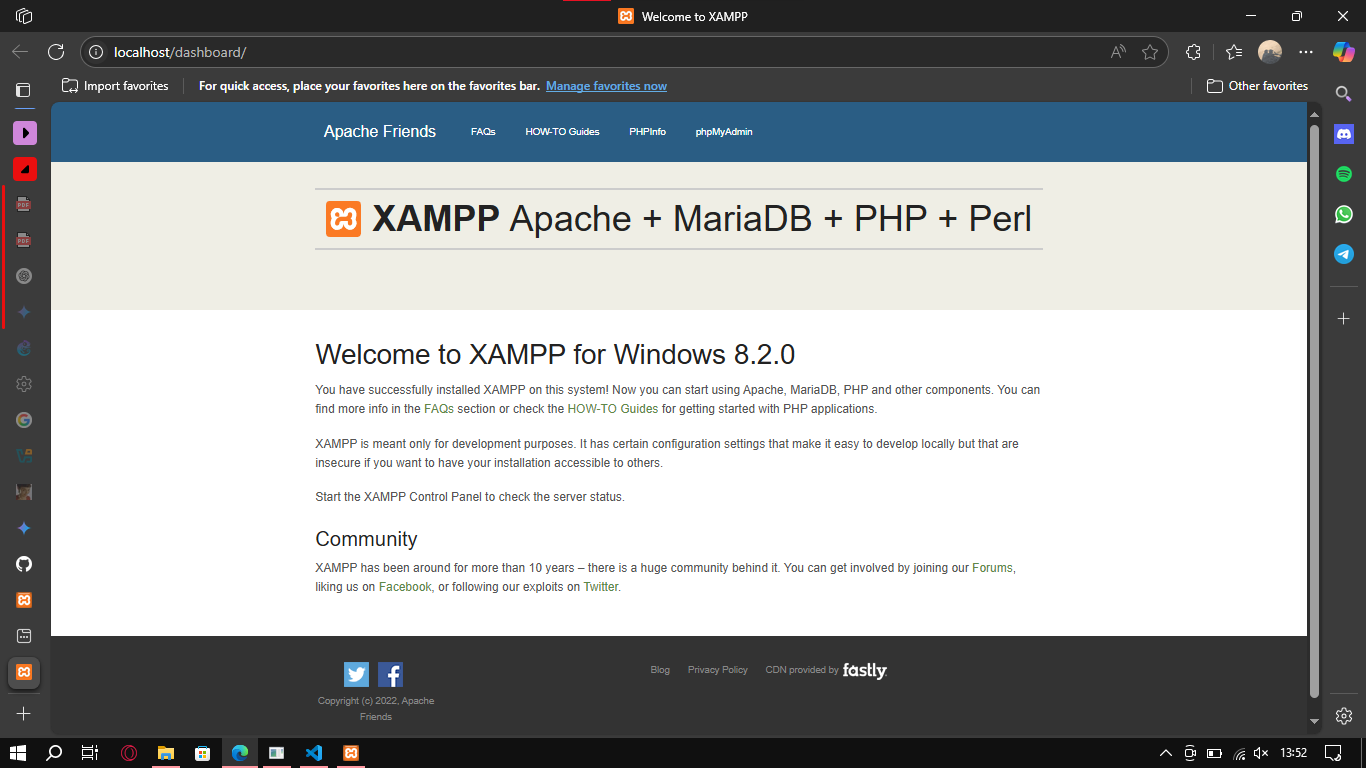 Welcome to XAMPP
localhost/dashboard/
Import favorites
For quick access, place your favorites here on the favorites bar. Manage favorites now
Other favorites
Apache Friends
FAQs
HOW-TO Guides
PHPInfo
phpMyAdmin
XAMPP Apache + MariaDB + PHP + Perl
Welcome to XAMPP for Windows 8.2.0
You have successfully installed XAMPP on this system! Now you can start using Apache, MariaDB, PHP and other components. You can
find more info in the FAQs section or check the HOW-TO Guides for getting started with PHP applications.
XAMPP is meant only for development purposes. It has certain configuration settings that make it easy to develop locally but that are
insecure if you want to have your installation accessible to others.
Start the XAMPP Control Panel to check the server status.
Community
XAMPP has been around for more than 10 years – there is a huge community behind it. You can get involved by joining our Forums,
liking us on Facebook, or following our exploits on Twitter.
Blog
Privacy Policy
CDN provided by fastly
Copyright (c) 2022, Apache
Friends
PDF
PDF
13:52